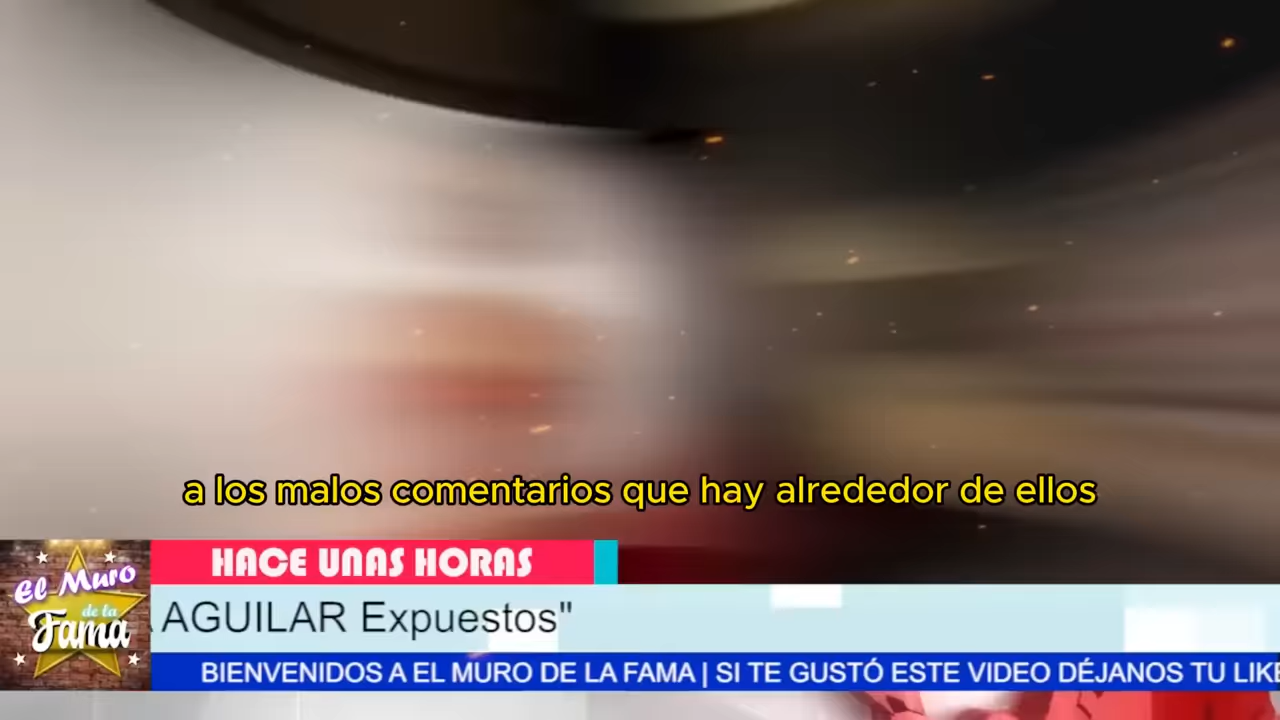 a los malos comentarios que hay alrededor de ellos
HACE UNAS HORAS
El Muro
de la
Fama
AGUILAR Expuestos"
BIENVENIDOS A EL MURO DE LA FAMA | SI TE GUSTÓ ESTE VIDEO DÉJANOS TU LIKE